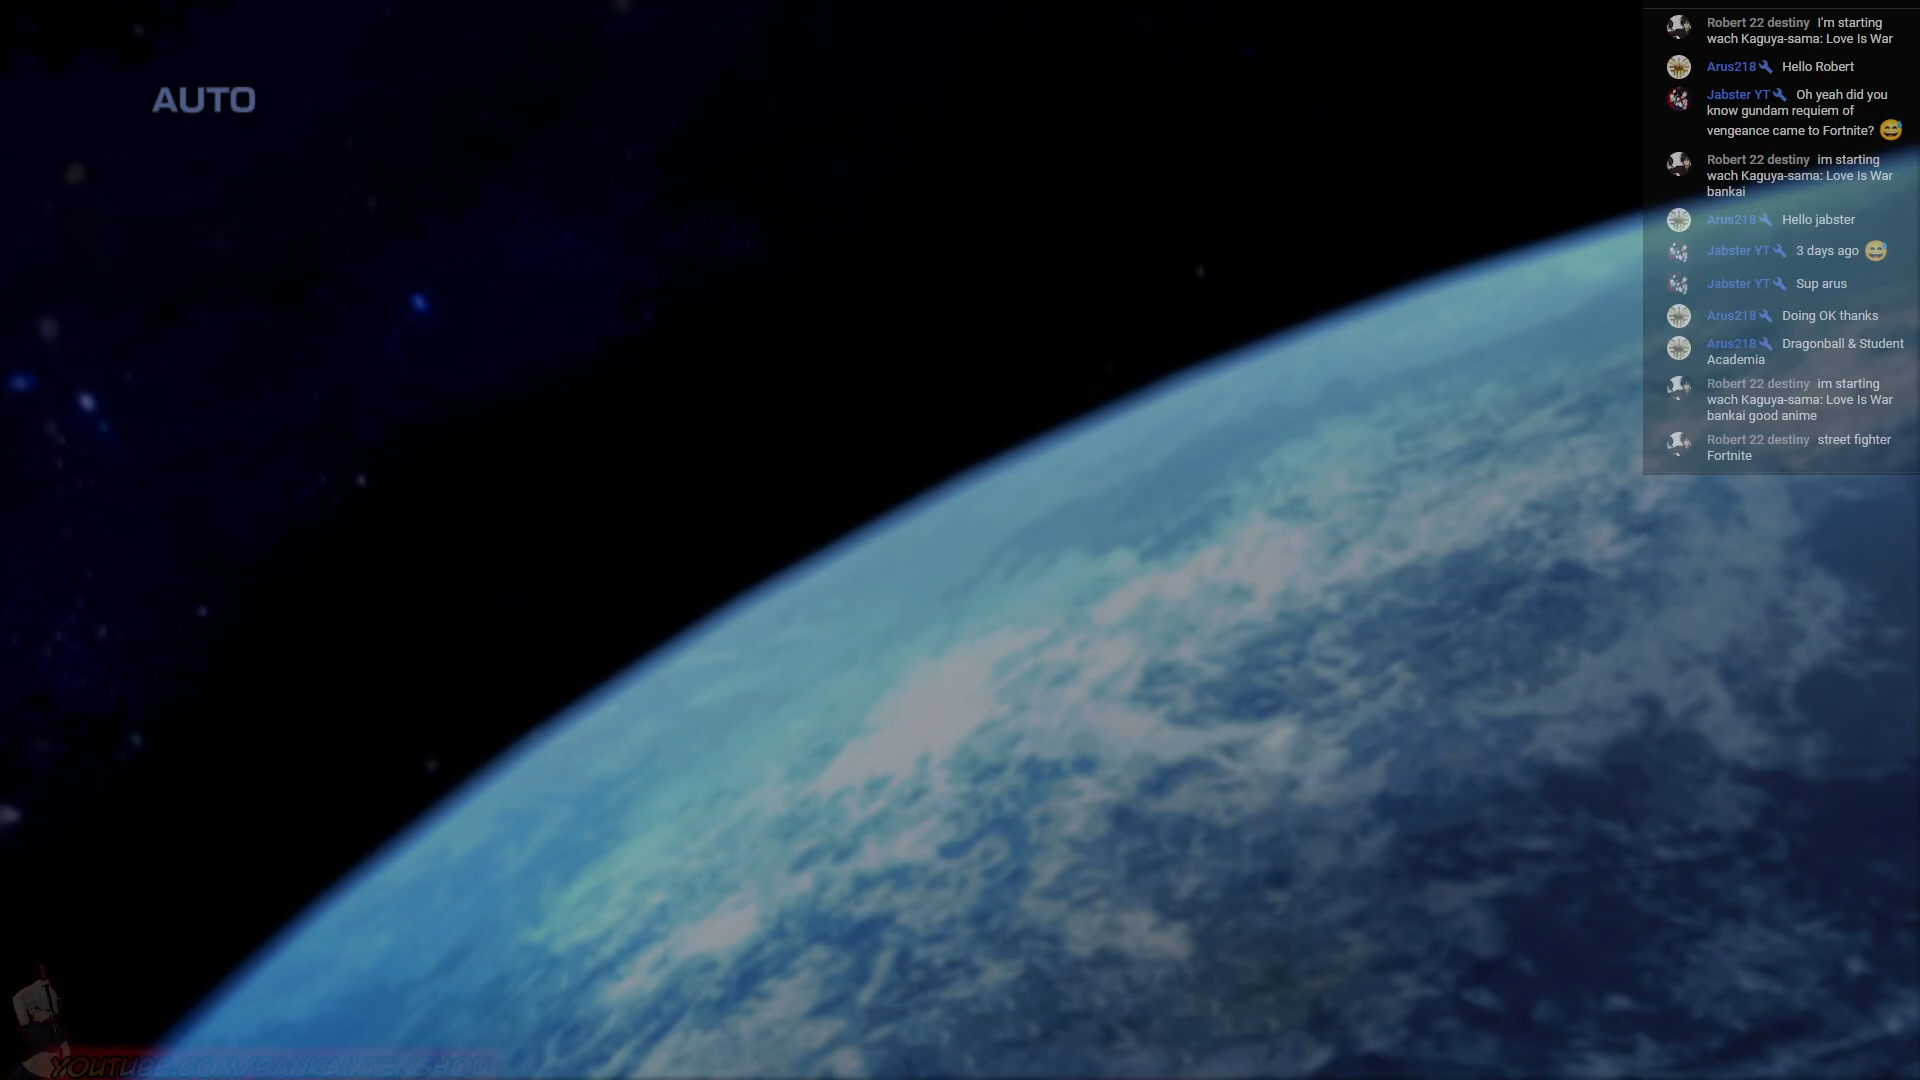 AUTO
Robert 22 destiny I'm starting
wach Kaguya-sama: Love Is War
Arus218 Hello Robert
Jabster YT Oh yeah did you
know gundam requiem of
vengeance came to Fortnite?
Robert 22 destiny im starting
wach Kaguya-sama: Love Is War
bankai
Arus218 Hello jabster
Jabster YT 3 days ago
Jabster YT Sup arus
Arus218 Doing OK thanks
Arus218 Dragonball & Student
Academia
Robert 22 destiny im starting
wach Kaguya-sama: Love Is War
bankai good anime
Robert 22 destiny street fighter
Fortnite
YOUTUBE.COM/BANKAIXTENSHOU